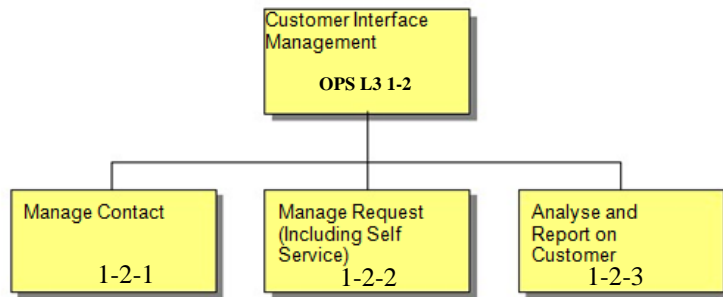 Customer Interface
Management
OPS L3 1-2
Manage Contact
1-2-1
Manage Request
(Including Self
Service)
1-2-2
Analyse and
Report on
Customer
1-2-3